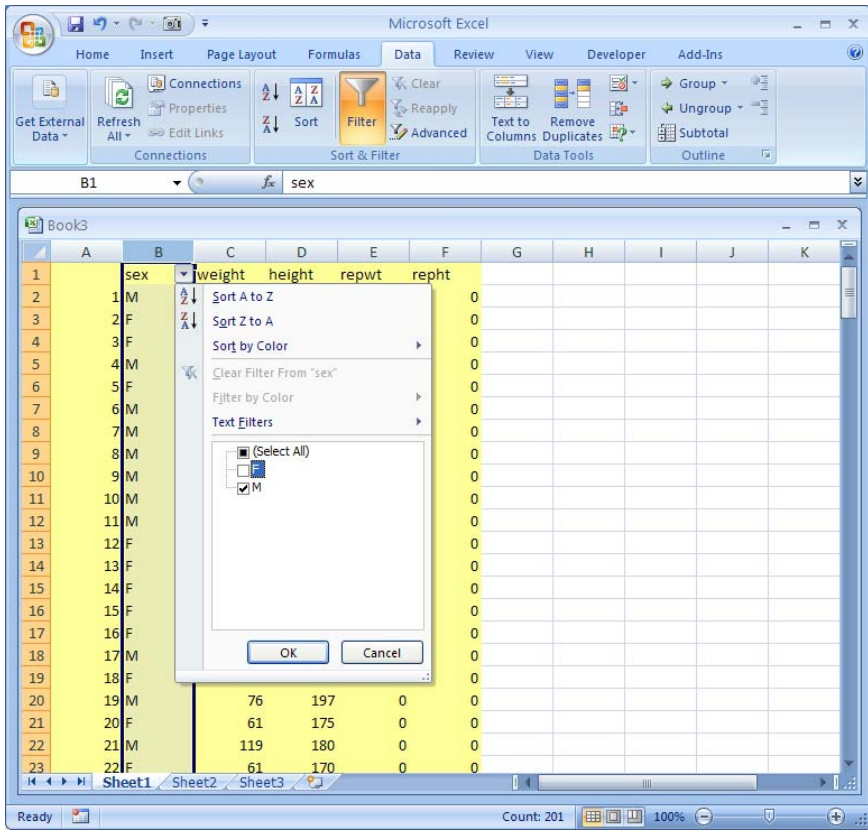 Microsoft Excel
Home Insert Page Layout Formulas Data Review View Developer Add-Ins
Get External Data
Refresh All
Connections
Properties
Edit Links
Connections
Sort
Filter
Clear
Reapply
Advanced
Sort & Filter
Text to Columns
Remove Duplicates
Data Tools
Group
Ungroup
Subtotal
Outline
B1 fx sex
Book3
A B C D E F G H I J K
1 sex weight height repwt repht
2 1 M 0
3 2 F 0
4 3 F 0
5 4 M 0
6 5 F 0
7 6 M 0
8 7 M 0
9 8 M 0
10 9 M 0
11 10 M 0
12 11 M 0
13 12 F 0
14 13 F 0
15 14 F 0
16 15 F 0
17 16 F 0
18 17 M 0
19 18 F 0
20 19 M 76 197 0 0
21 20 F 61 175 0 0
22 21 M 119 180 0 0
23 22 F 61 170 0 0
Sort A to Z
Sort Z to A
Sort by Color
Clear Filter From "sex"
Filter by Color
Text Filters
(Select All)
F
M
OK Cancel
Sheet1 Sheet2 Sheet3
Ready Count: 201 100%